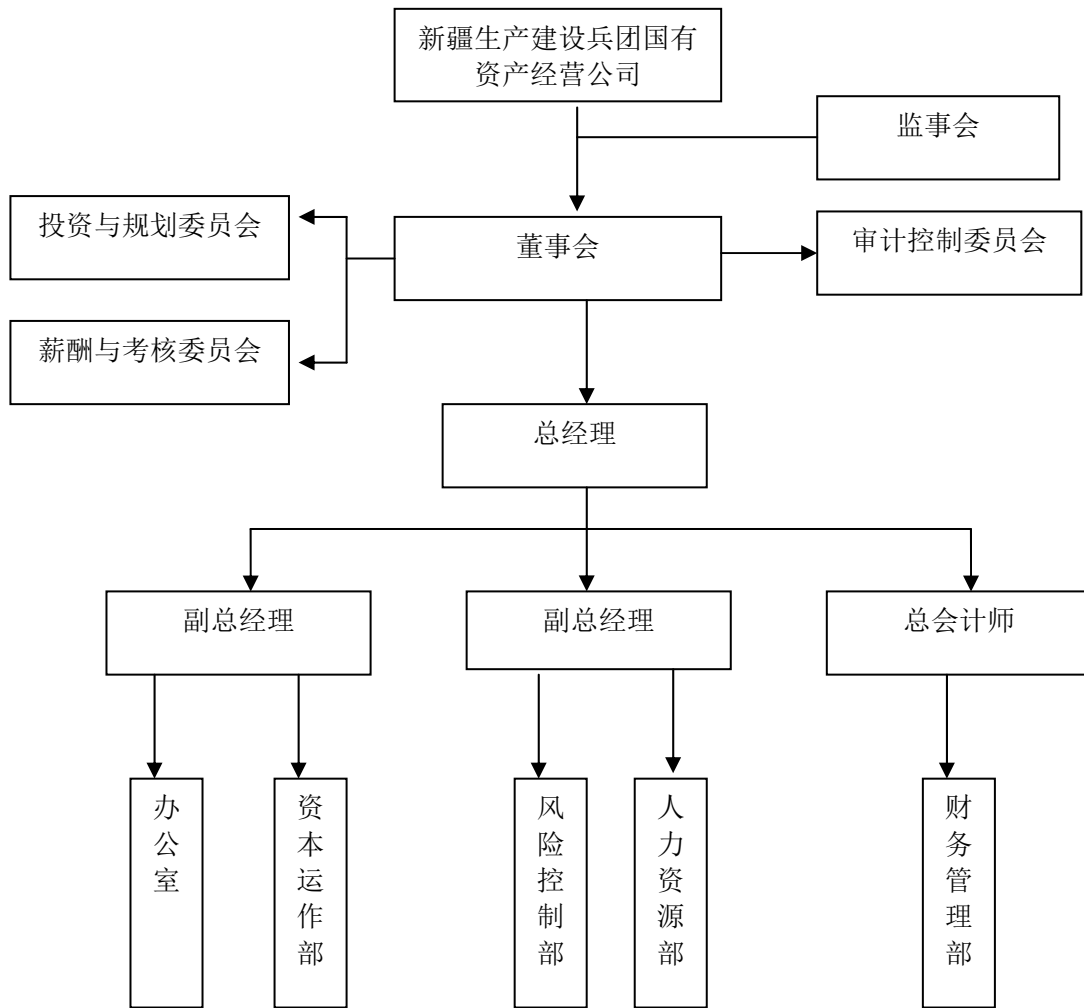 新疆生产建设兵团国有
资产经营公司
监事会
投资与规划委员会
董事会
审计控制委员会
薪酬与考核委员会
总经理
副总经理
副总经理
总会计师
办公室
资本运作部
风险控制部
人力资源部
财务管理部